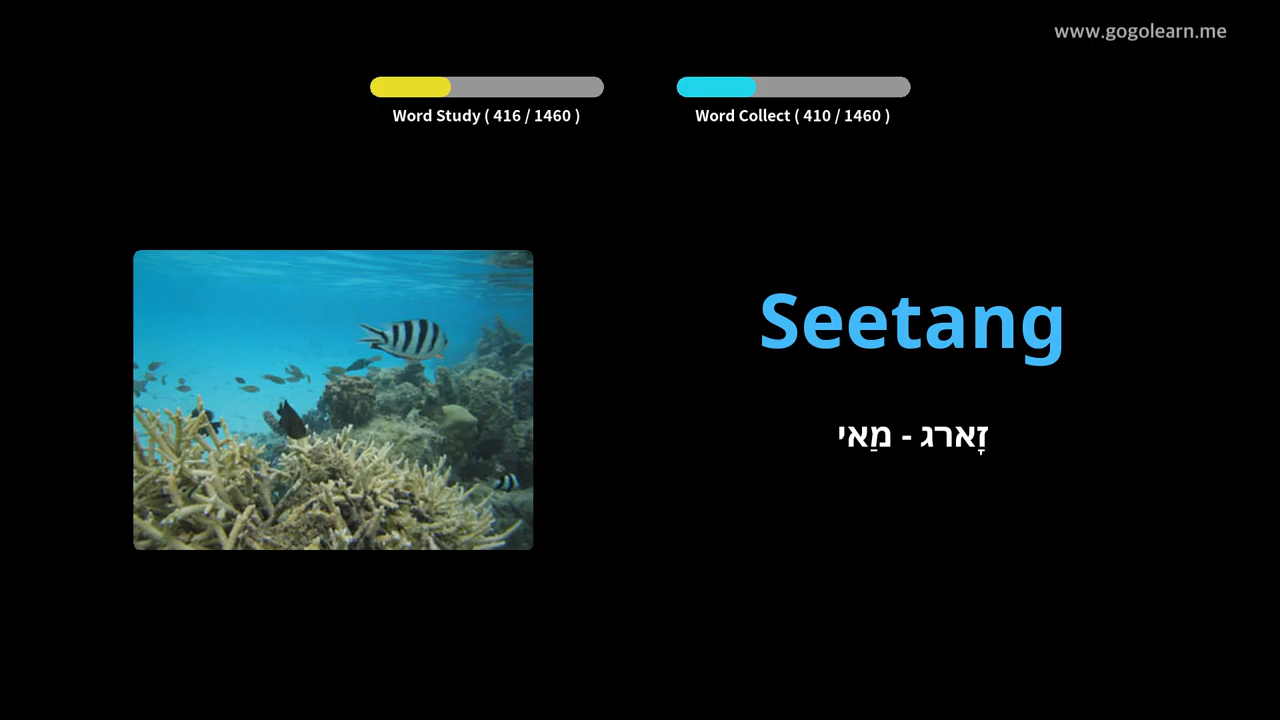 www.gogolearn.me
Word Study ( 416 / 1460 )
Word Collect ( 410 / 1460 )
Seetang
זָארג - מַאי